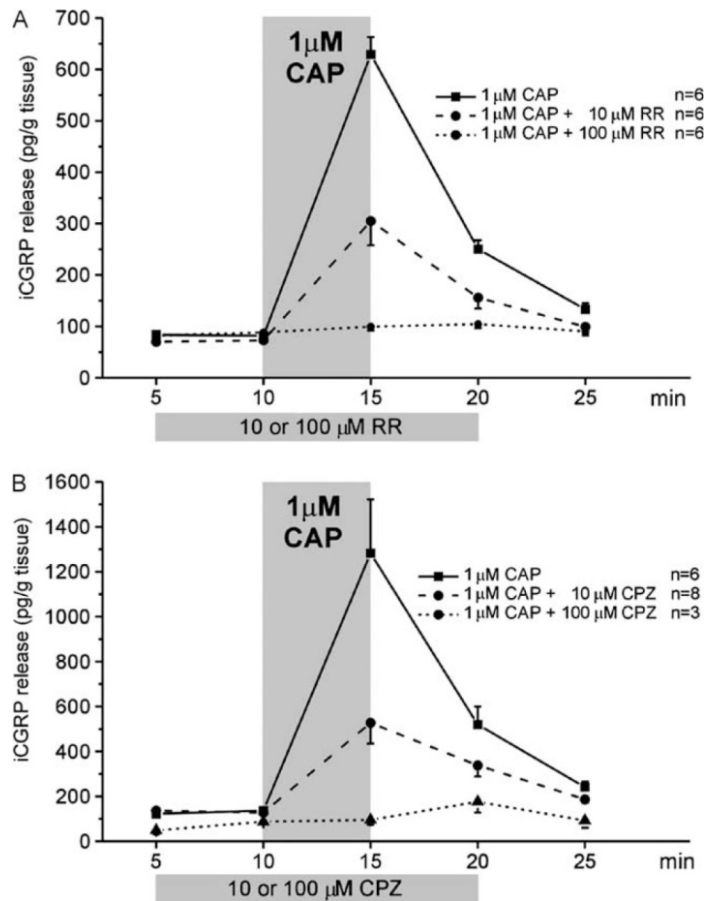 A
700
600
500
400
300
200
100
0
iCGRP release (pg/g tissue)
1μM
CAP
1 μM CAP n=6
1 μM CAP + 10 μM RR n=6
1 μM CAP + 100 μM RR n=6
5 10 15 20 25 min
10 or 100 μM RR
B
1600
1400
1200
1000
800
600
400
200
0
iCGRP release (pg/g tissue)
1μM
CAP
1 μM CAP n=6
1 μM CAP + 10 μM CPZ n=8
1 μM CAP + 100 μM CPZ n=3
5 10 15 20 25 min
10 or 100 μM CPZ